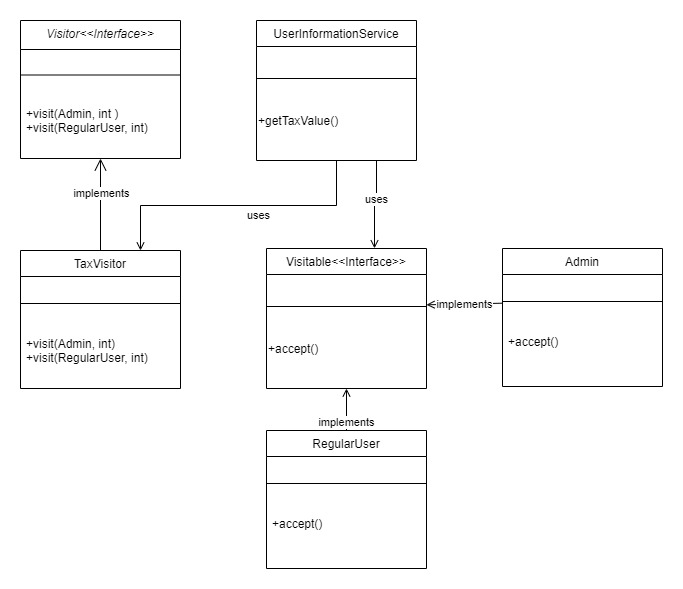 Visitor<<Interface>>
+visit(Admin, int )
+visit(RegularUser, int)
UserInformationService
+getTaxValue()
implements
uses
uses
TaxVisitor
+visit(Admin, int)
+visit(RegularUser, int)
Visitable<<Interface>>
+accept()
implements
Admin
+accept()
implements
RegularUser
+accept()